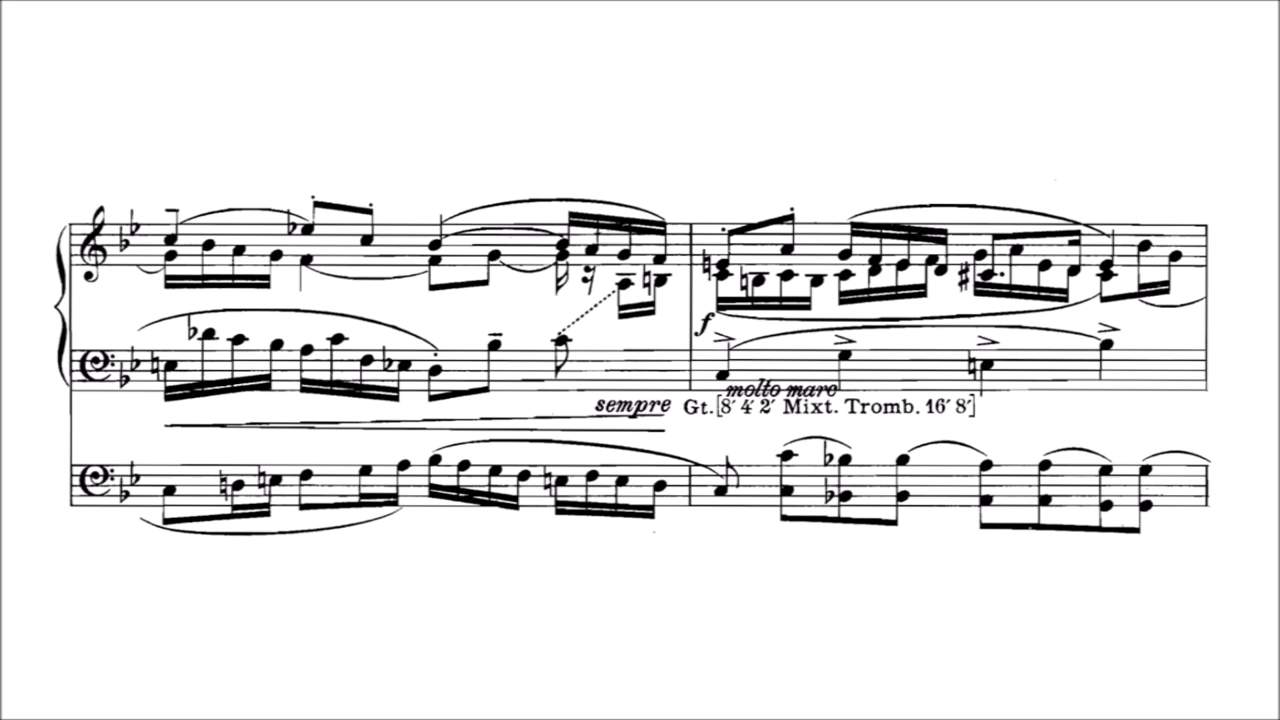 f
molto marc
sempre Gt.[8′ 4′ 2′ Mixt. Tromb. 16′ 8′]